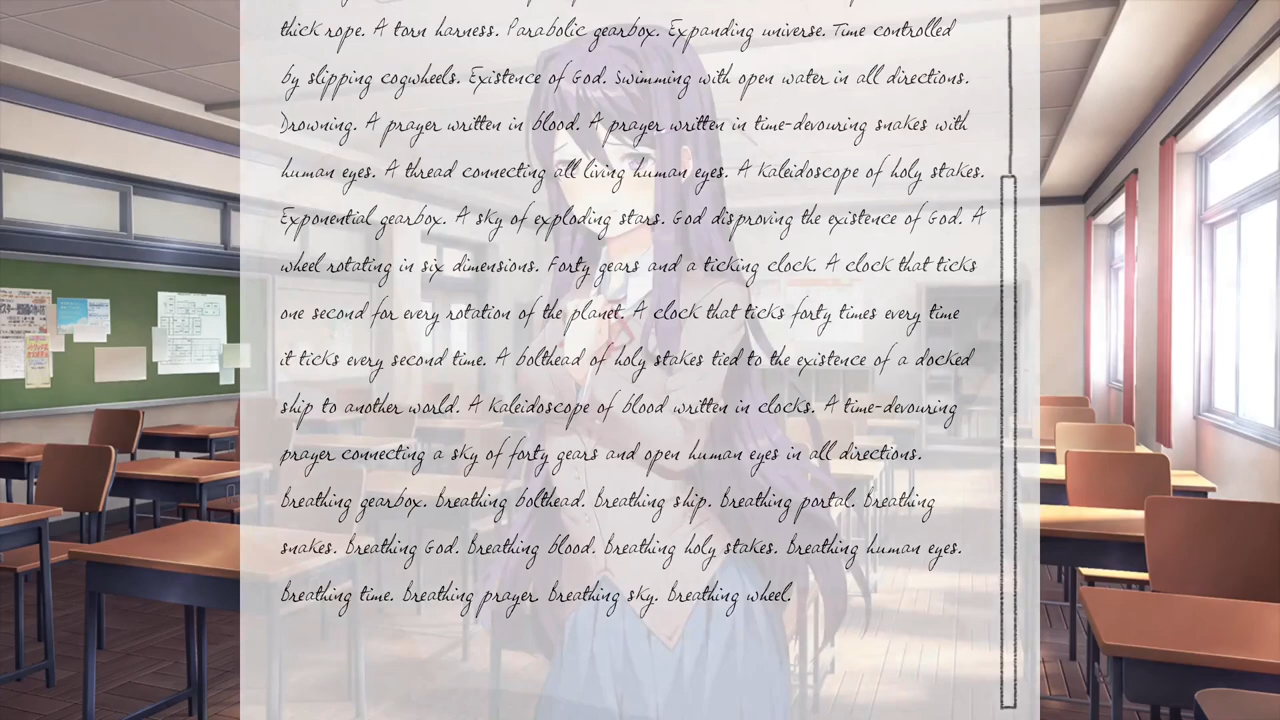 thick rope. A torn harness. Parabolic gearbox. Expanding universe. Time controlled
by slipping cogwheels. Existence of God. Swimming with open water in all directions.
Drowning. A prayer written in blood. A prayer written in time-devouring snakes with
human eyes. A thread connecting all living human eyes. A kaleidoscope of holy stakes.
Exponential gearbox. A sky of exploding stars. God disproving the existence of God. A
wheel rotating in six dimensions. Forty gears and a ticking clock. A clock that ticks
one second for every rotation of the planet. A clock that ticks forty times every time
it ticks every second time. A bolthead of holy stakes tied to the existence of a docked
ship to another world. A kaleidoscope of blood written in clocks. A time-devouring
prayer connecting a sky of forty gears and open human eyes in all directions.
Breathing gearbox. Breathing bolthead. Breathing ship. Breathing portal. Breathing
snakes. Breathing God. Breathing blood. Breathing holy stakes. Breathing human eyes.
Breathing time. Breathing prayer. Breathing sky. Breathing wheel.